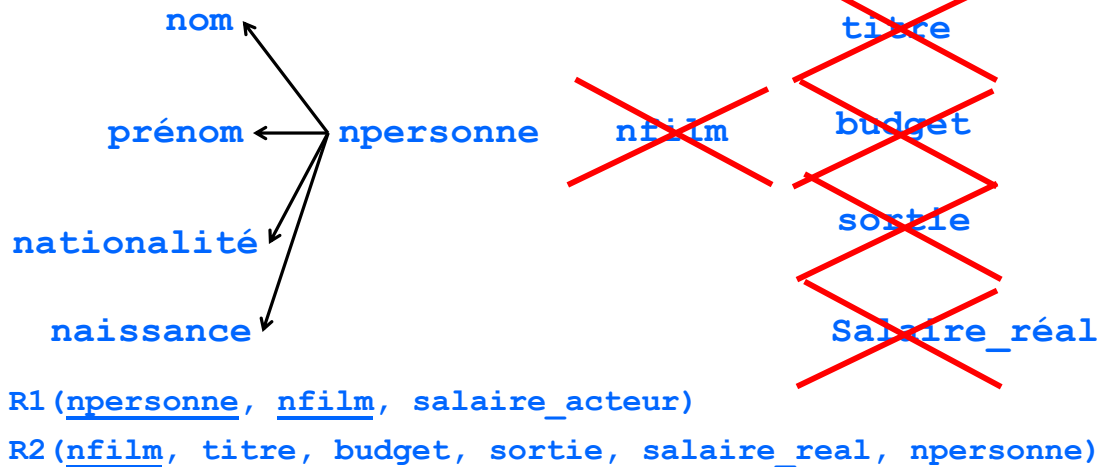 nom
titre
prénom
npersonne
nfilm
budget
nationalité
sortie
naissance
Salaire_réal
R1(npersonne, nfilm, salaire_acteur)
R2(nfilm, titre, budget, sortie, salaire_real, npersonne)